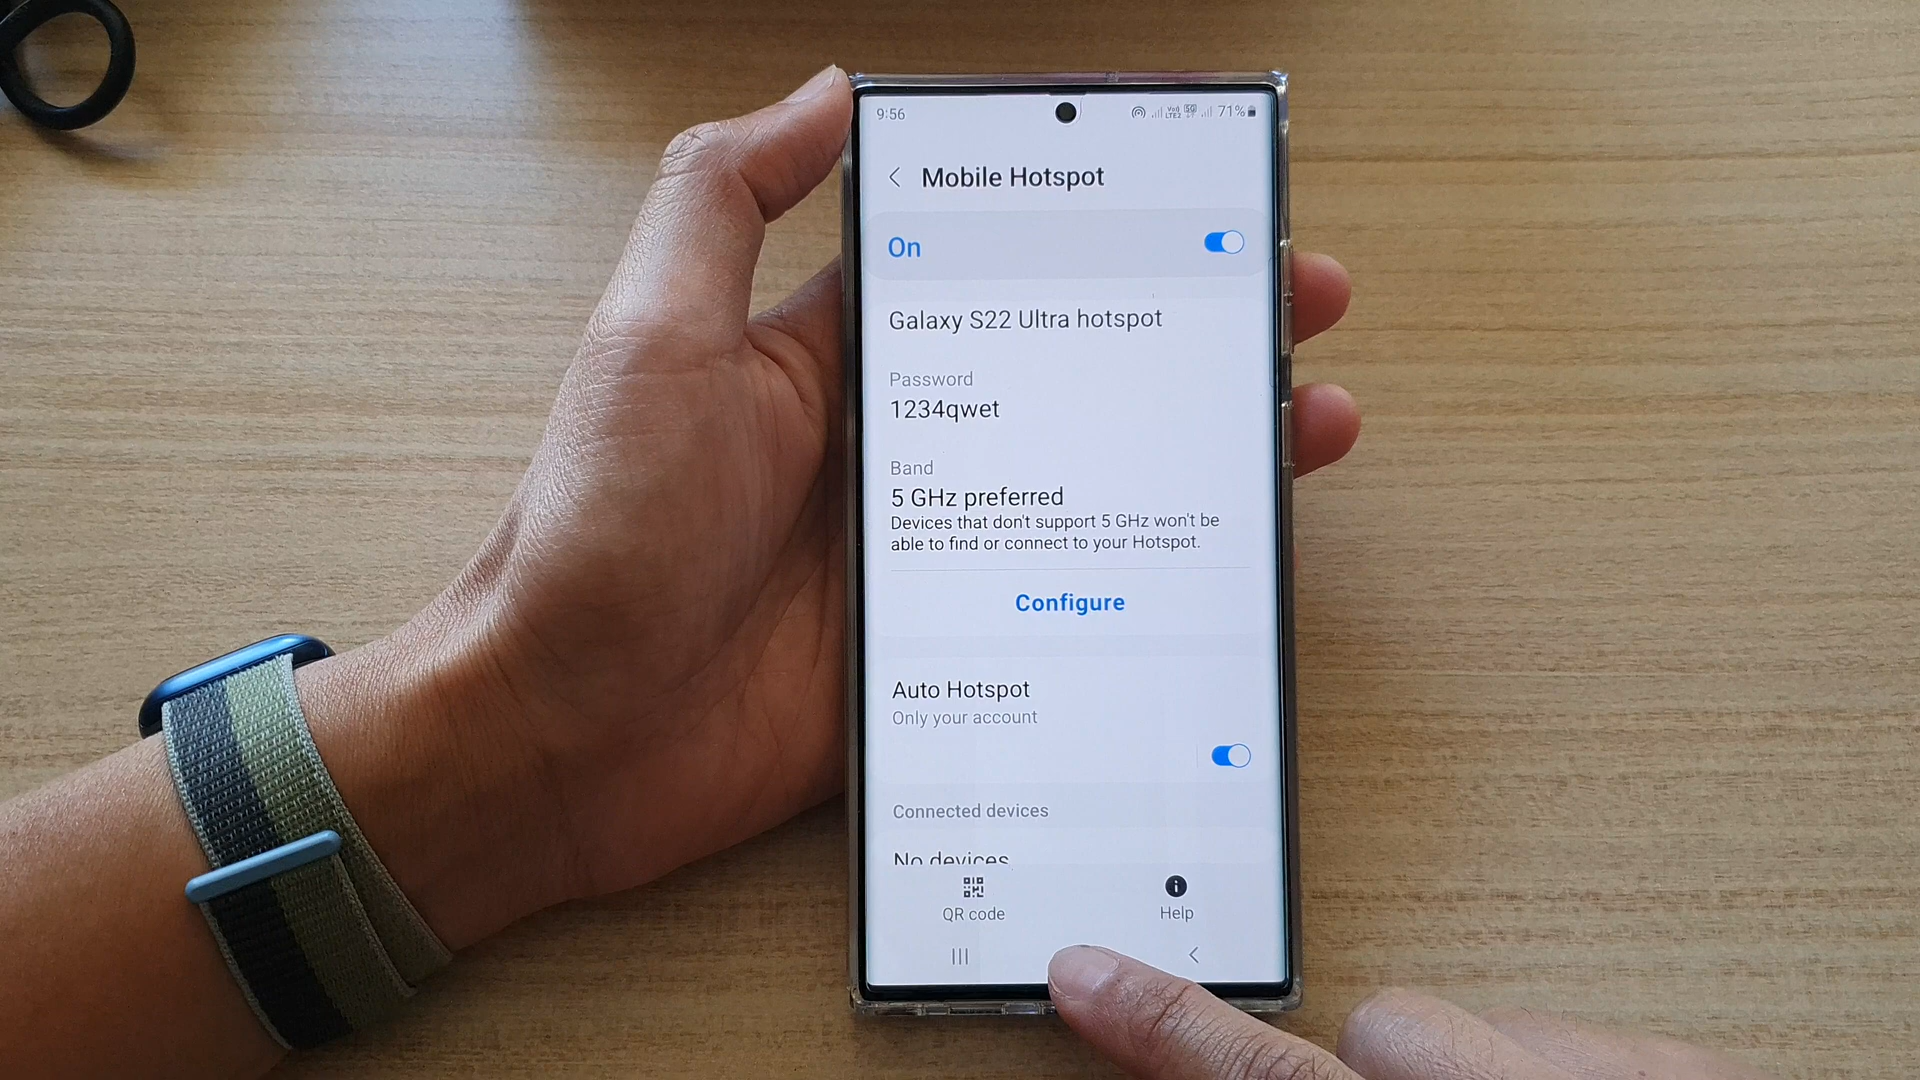 9:56
71%
Mobile Hotspot
On
Galaxy S22 Ultra hotspot
Password
1234qwet
Band
5 GHz preferred
Devices that don't support 5 GHz won't be
able to find or connect to your Hotspot.
Configure
Auto Hotspot
Only your account
Connected devices
No devices
QR code
Help